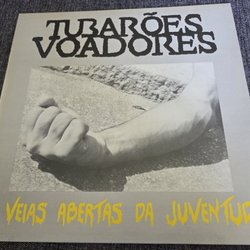 TUBARÕES
VOADORES
VEIAS ABERTAS DA JUVENTUD